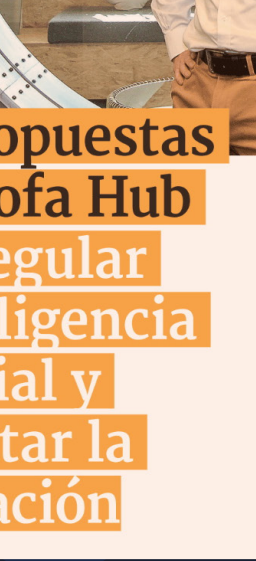 opuestas
ofa Hub
egular
ligencia
ial y
tar la
ación